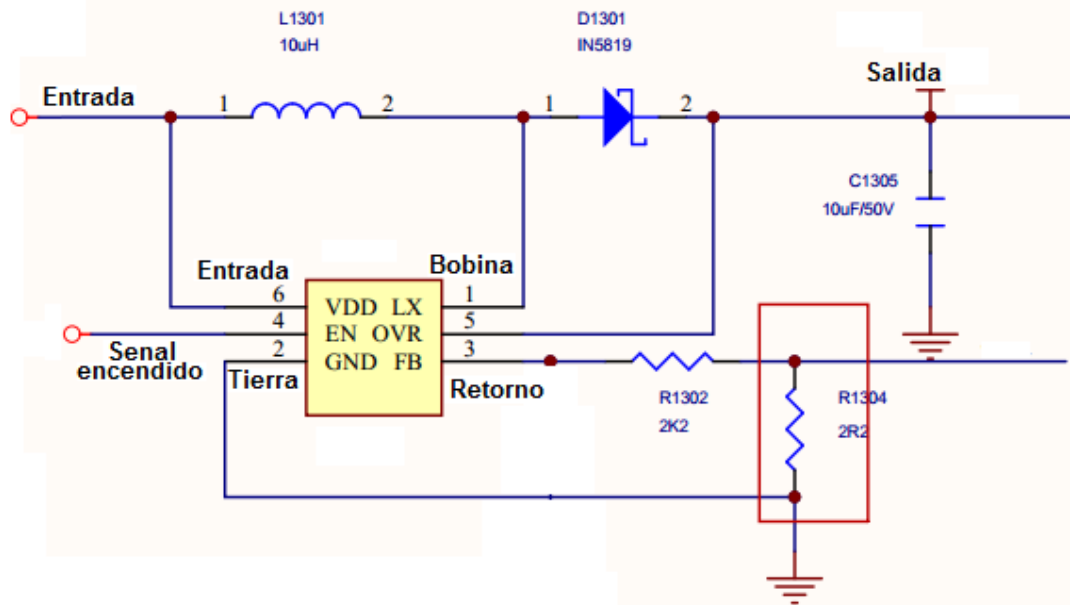 L1301
10uH
D1301
IN5819
Entrada
1
2
1
2
Salida
C1305
10uF/50V
Entrada
Bobina
6
VDD LX
1
4
EN OVR
5
Senal
encendido
2
GND FB
3
Tierra
Retorno
R1302
2K2
R1304
2R2